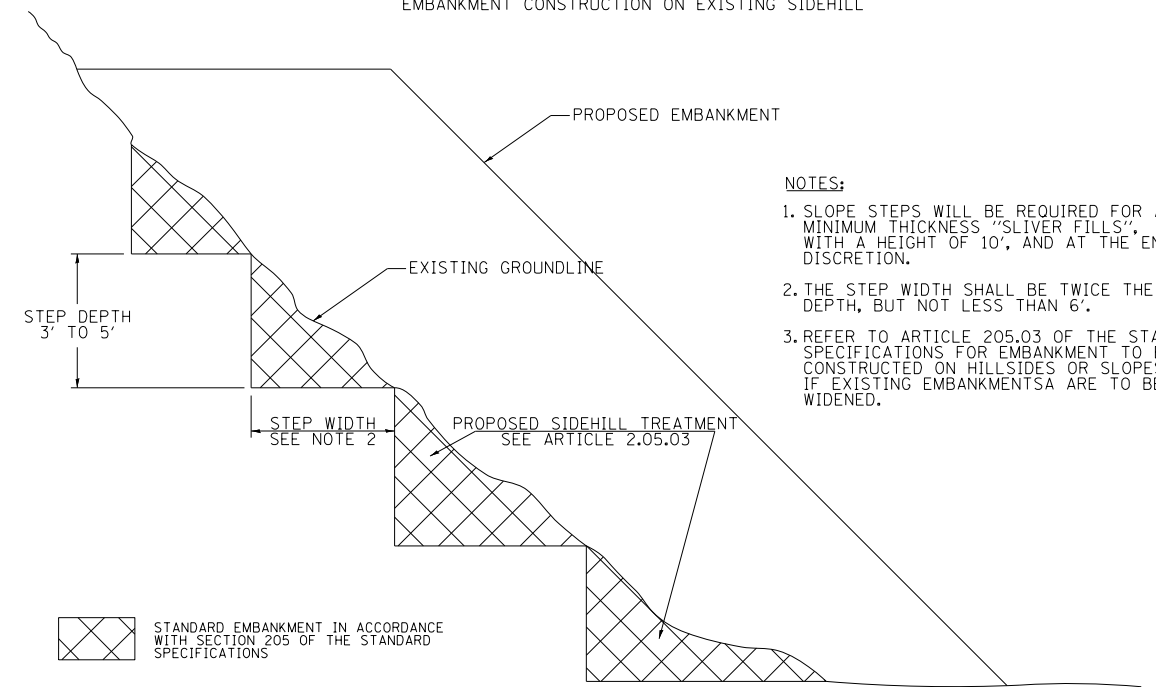 EMBANKMENT CONSTRUCTION ON EXISTING SIDEHILL
PROPOSED EMBANKMENT
NOTES:
1. SLOPE STEPS WILL BE REQUIRED FOR
MINIMUM THICKNESS "SLIVER FILLS",
WITH A HEIGHT OF 10', AND AT THE
DISCRETION.
2. THE STEP WIDTH SHALL BE TWICE THE
DEPTH, BUT NOT LESS THAN 6'.
3. REFER TO ARTICLE 205.03 OF THE
SPECIFICATIONS FOR EMBANKMENT TO
CONSTRUCTED ON HILLSIDES OR SLOPES
IF EXISTING EMBANKMENTSA ARE TO BE
WIDENED.
EXISTING GROUNDLINE
STEP DEPTH
3' TO 5'
STEP WIDTH
SEE NOTE 2
PROPOSED SIDEHILL TREATMENT
SEE ARTICLE 2.05.03
STANDARD EMBANKMENT IN ACCORDANCE
WITH SECTION 205 OF THE STANDARD
SPECIFICATIONS